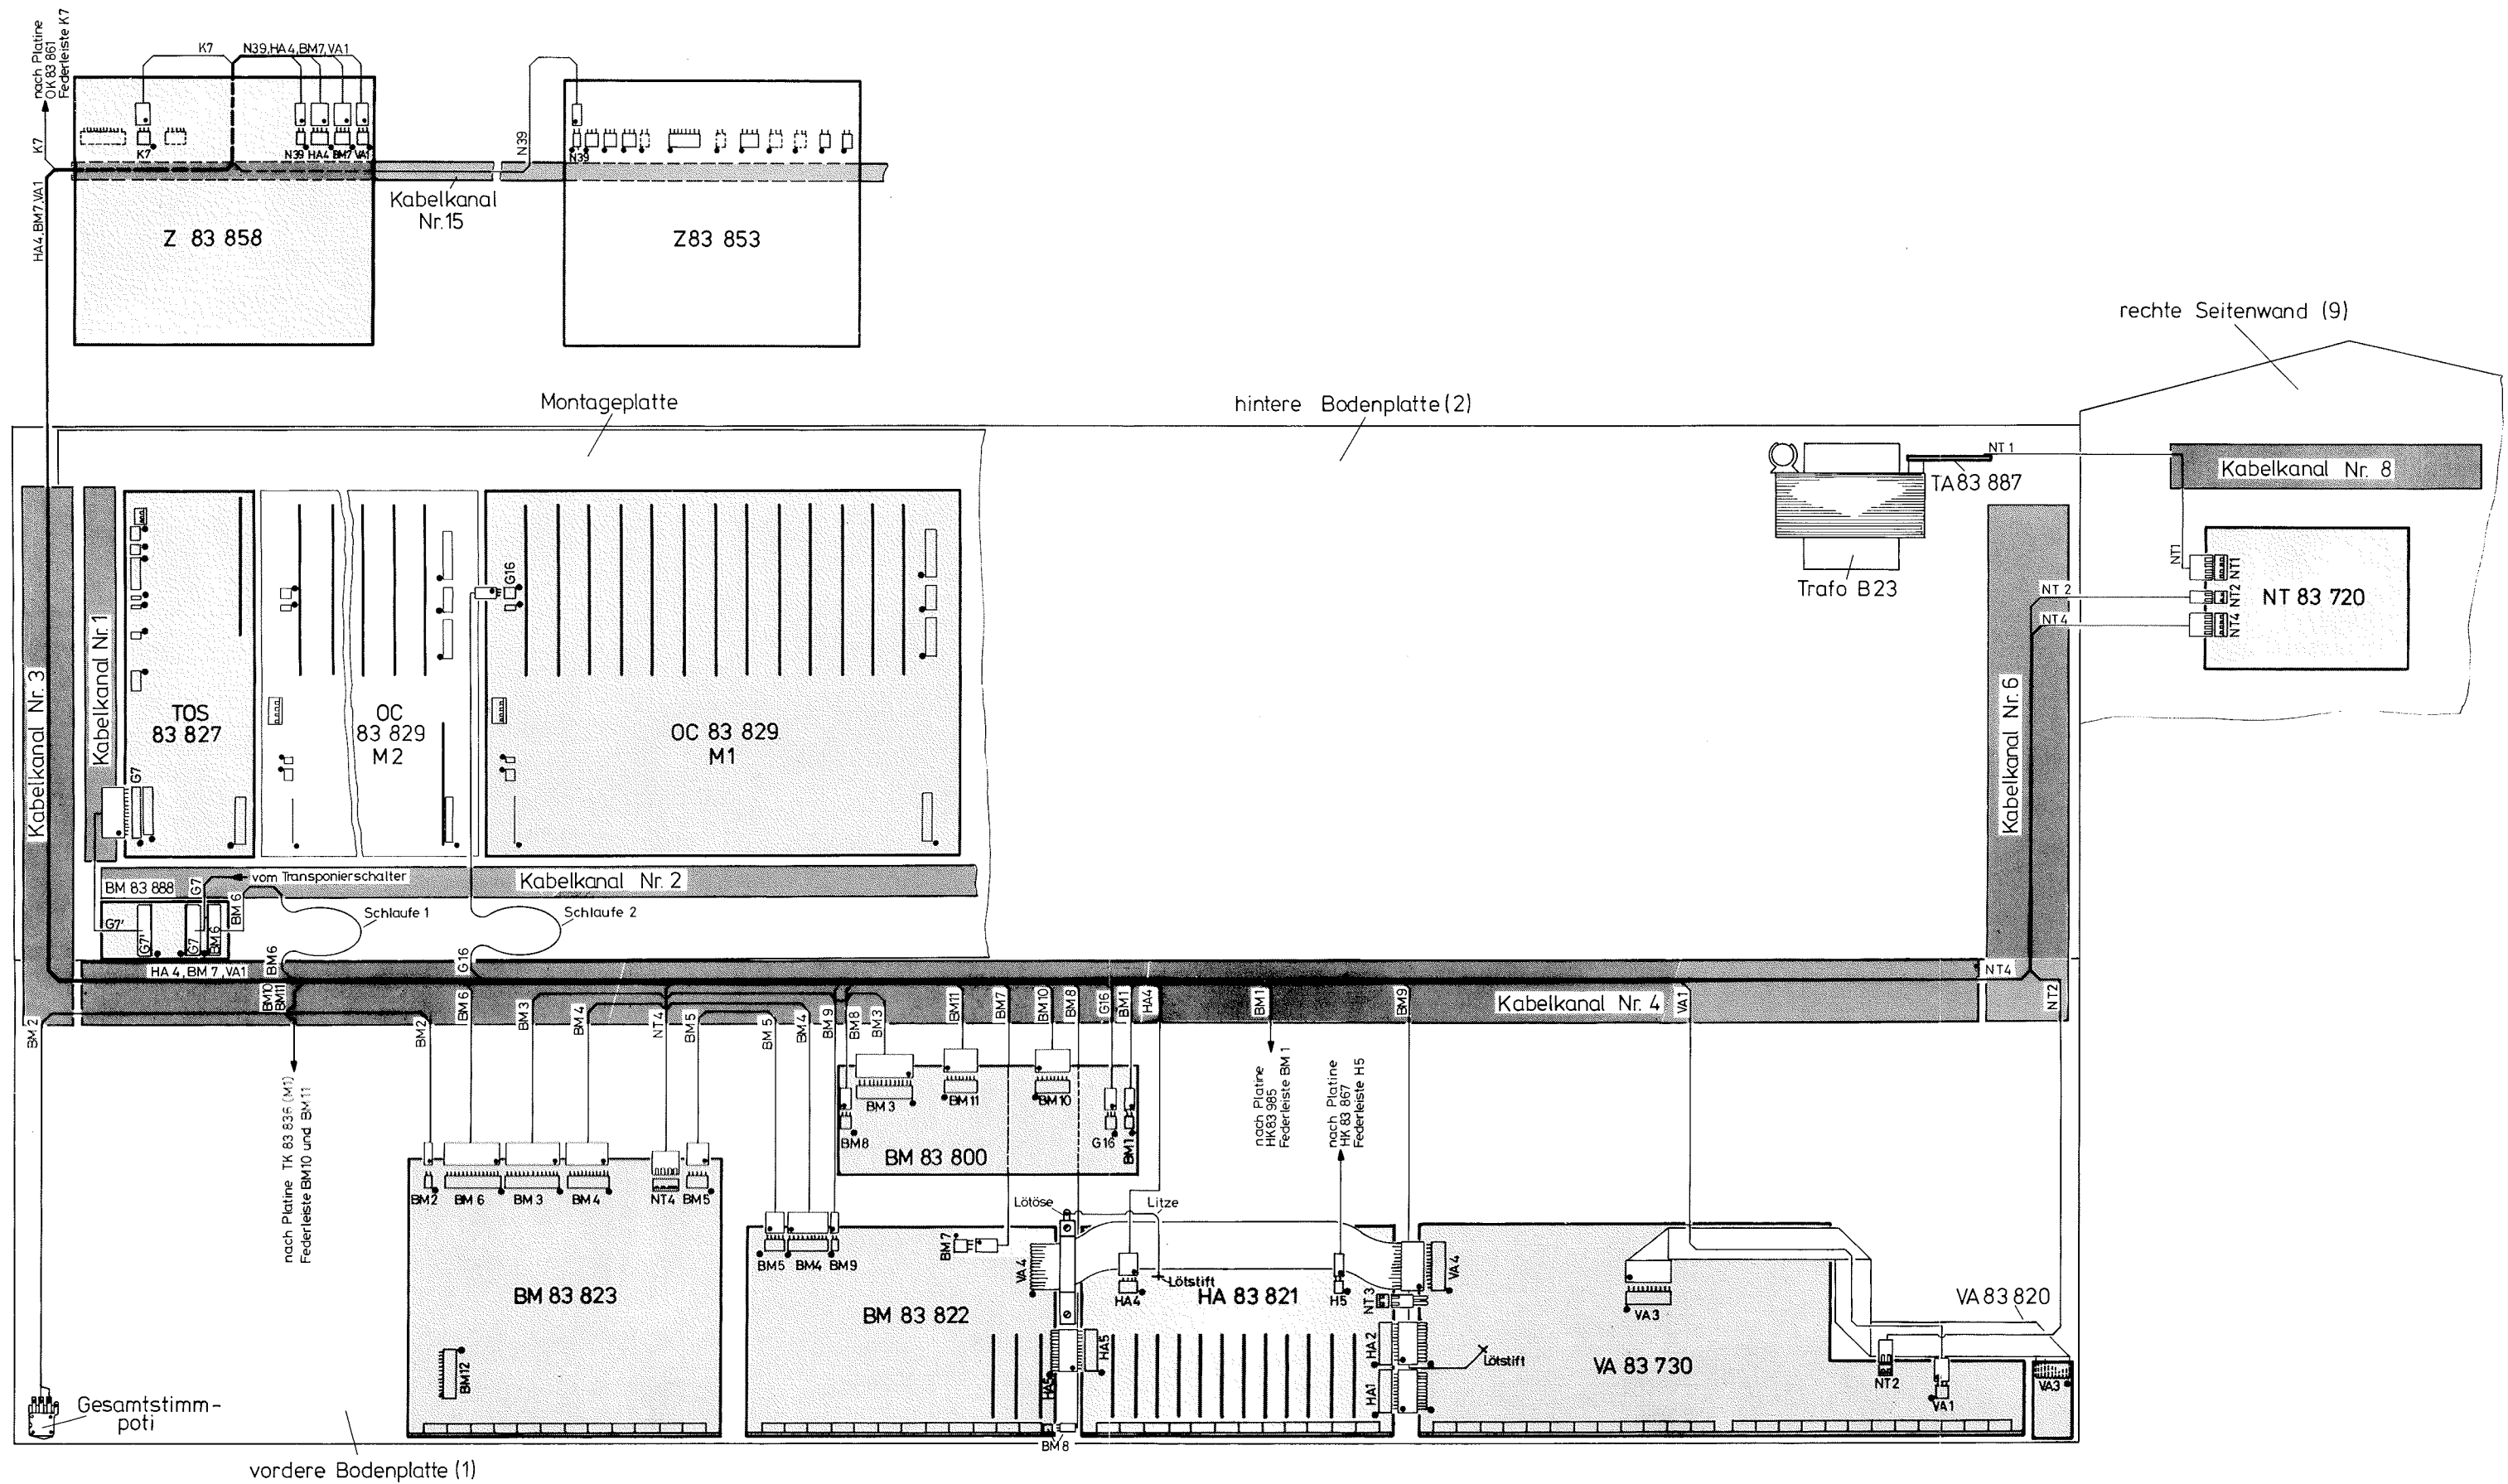 nach Platine
OK 83 861
Federleiste K7
K7
HA4, BM7, VA1
K7
N39, HA4, BM7, VA1
K7
N39
HA4
BM7
VA1
Z 83 858
Kabelkanal
Nr. 15
N39
N39
Z 83 853
rechte Seitenwand (9)
Montageplatte
hintere Bodenplatte (2)
NT 1
TA 83 887
Trafo B23
Kabelkanal Nr. 8
NT1
NT1
NT2
NT4
NT 83 720
NT 2
NT4
Kabelkanal Nr. 6
Kabelkanal Nr. 3
Kabelkanal Nr. 1
TOS
83 827
G7
OC
83 829
M2
G16
OC 83 829
M1
Kabelkanal Nr. 2
BM 83 888
G7
vom Transponierschalter
BM 6
G7'
G7'
G7
BM6
Schlaufe 1
Schlaufe 2
BM6
G16
HA 4, BM 7, VA1
NT4
NT2
Kabelkanal Nr. 4
BM 2
BM10
BM11
BM2
BM 6
BM 3
BM 4
NT 4
BM 5
BM 5
BM 4
BM 9
BM 8
BM 3
BM11
BM7
BM10
BM 8
G16
BM1
HA4
BM1
BM9
VA1
nach Platine TK 83 836 (M1)
Federleiste BM10 und BM 11
nach Platine
HK 83 985
Federleiste BM 1
nach Platine
HK 83 867
Federleiste H5
BM8
BM 3
BM 11
BM10
G16
BM1
BM 83 800
BM2
BM 6
BM 3
BM 4
NT4
BM5
BM12
BM 83 823
BM5
BM4
BM9
BM 7
VA 4
BM 83 822
Lötöse
Litze
Lötstift
HA4
H5
HA5
HA5
HA 83 821
BM 8
VA 4
NT 3
HA2
HA1
Lötstift
VA3
VA 83 730
VA 83 820
NT2
VA1
VA3
Gesamtstimm-
poti
vordere Bodenplatte (1)